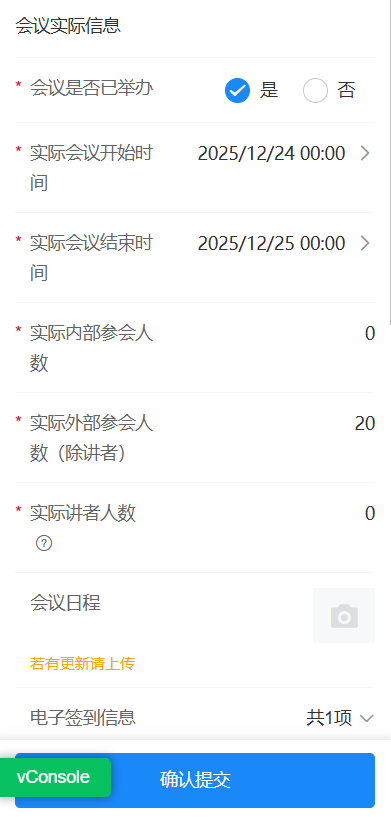 会议实际信息
* 会议是否已举办 是 否
* 实际会议开始时 2025/12/24 00:00
间
* 实际会议结束时 2025/12/25 00:00
间
* 实际内部参会人 0
数
* 实际外部参会人 20
数（除讲者）
* 实际讲者人数 0
?
会议日程
若有更新请上传
电子签到信息 共1项
vConsole 确认提交